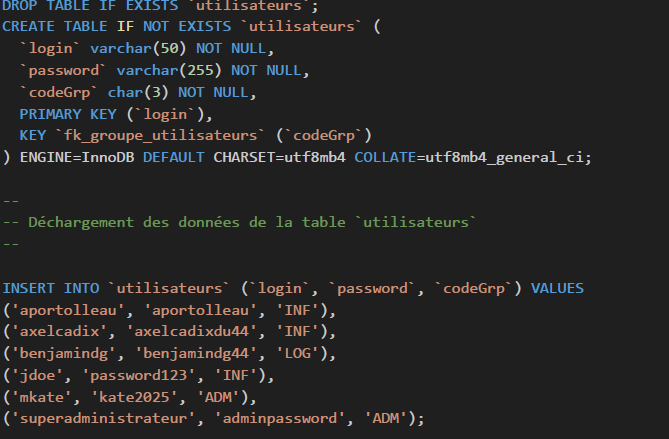 DROP TABLE IF EXISTS `utilisateurs`;
CREATE TABLE IF NOT EXISTS `utilisateurs` (
  `login` varchar(50) NOT NULL,
  `password` varchar(255) NOT NULL,
  `codeGrp` char(3) NOT NULL,
  PRIMARY KEY (`login`),
  KEY `fk_groupe_utilisateurs` (`codeGrp`)
) ENGINE=InnoDB DEFAULT CHARSET=utf8mb4 COLLATE=utf8mb4_general_ci;
--
-- Déchargement des données de la table `utilisateurs`
--
INSERT INTO `utilisateurs` (`login`, `password`, `codeGrp`) VALUES
('aportolleau', 'aportolleau', 'INF'),
('axelcadix', 'axelcadixdu44', 'INF'),
('benjamindg', 'benjamindg44', 'LOG'),
('jdoe', 'password123', 'INF'),
('mkate', 'kate2025', 'ADM'),
('superadministrateur', 'adminpassword', 'ADM');